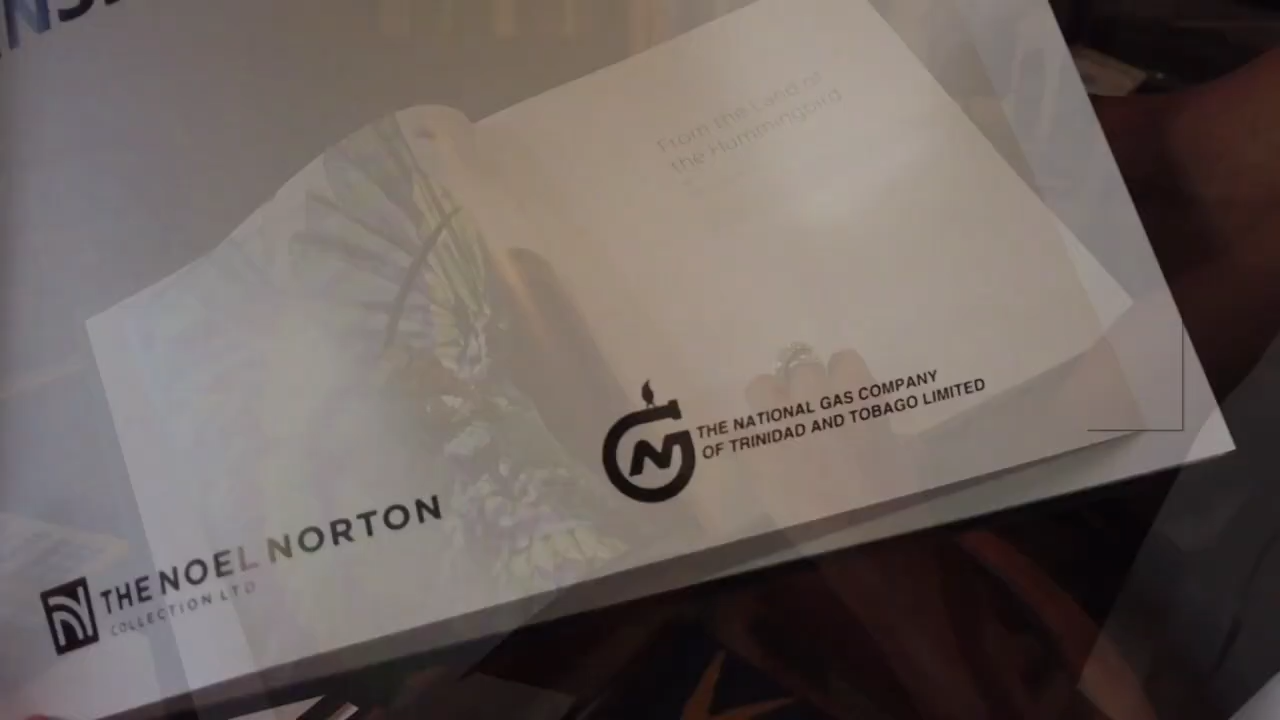 From the Land of
the Hummingbird
THE NATIONAL GAS COMPANY
OF TRINIDAD AND TOBAGO LIMITED
THE NOEL NORTON
COLLECTION LTD